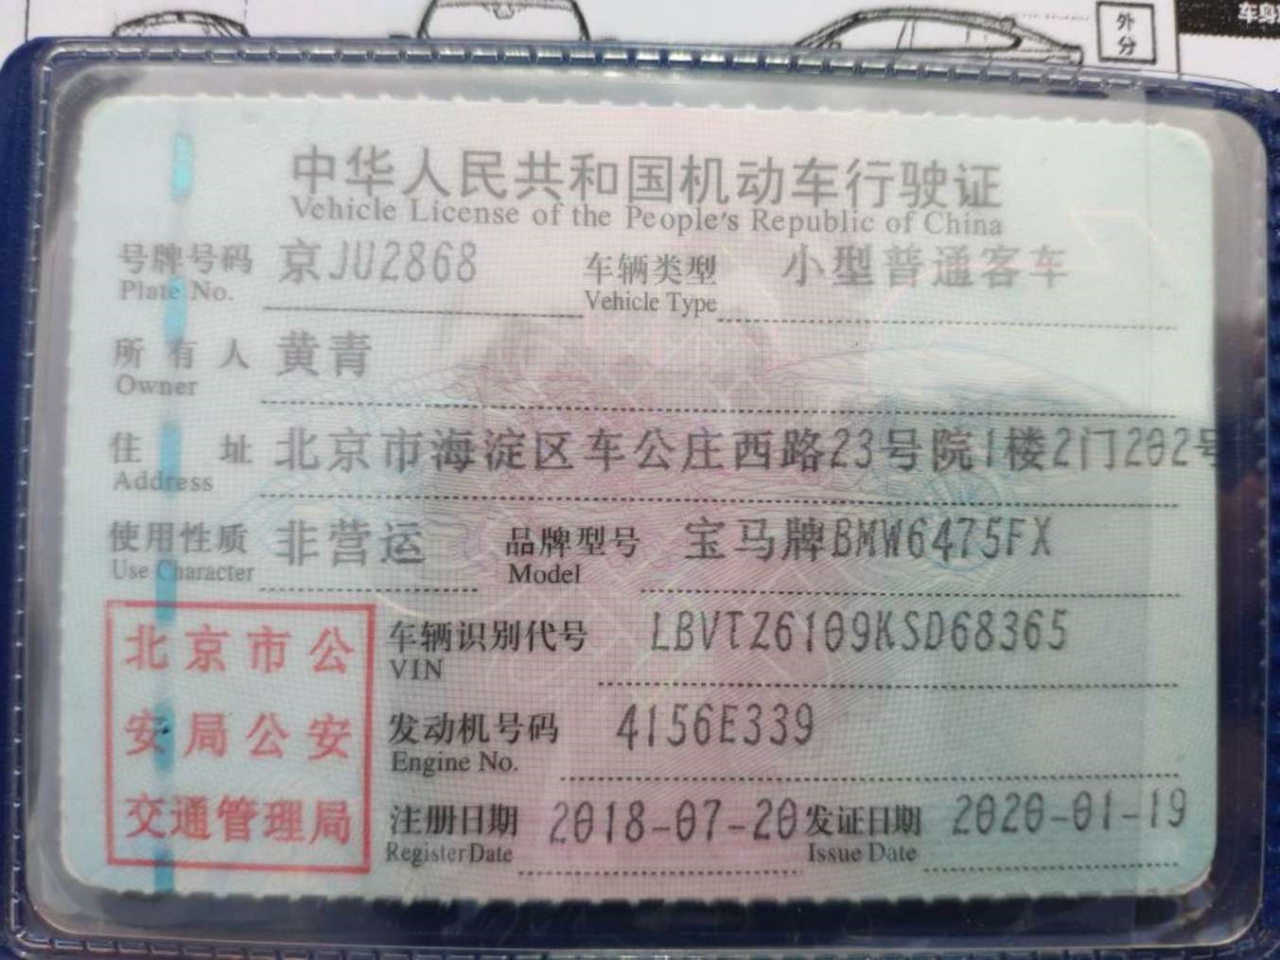 外
分
车身
中华人民共和国机动车行驶证
Vehicle License of the People's Republic of China
号牌号码 京JU2868 车辆类型 小型普通客车
Plate No. Vehicle Type
所有人 黄青
Owner
住址 北京市海淀区车公庄西路23号院1楼2门202号
Address
使用性质 非营运 品牌型号 宝马牌BMW6475FX
Use Character Model
北京市公
安局公安
交通管理局
车辆识别代号 LBVTZ6109KSD68365
VIN
发动机号码 4156E339
Engine No.
注册日期 2018-07-20 发证日期 2020-01-19
Register Date Issue Date